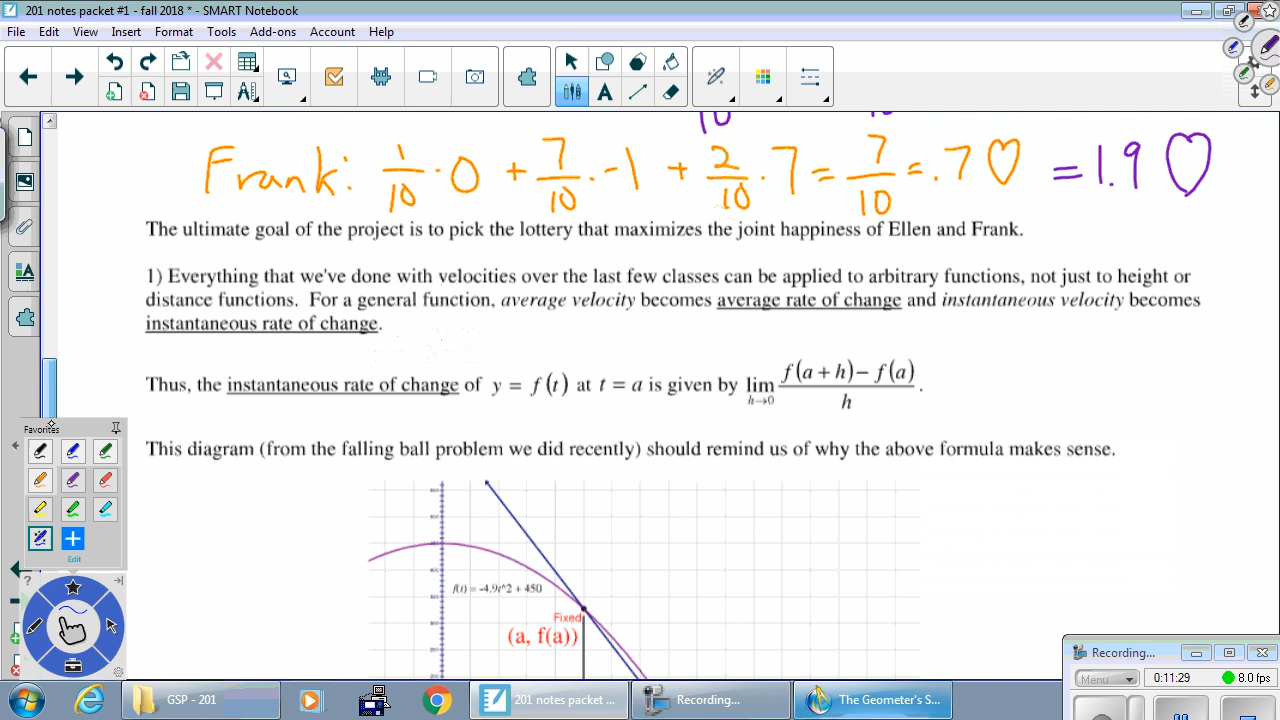 201 notes packet #1 - fall 2018 * - SMART Notebook
File Edit View Insert Format Tools Add-ons Account Help
10
Frank: 1/10 · 0 + 7/10 · -1 + 2/10 · 7 = 7/10 = .7 ♡ = 1.9 ♡
The ultimate goal of the project is to pick the lottery that maximizes the joint happiness of Ellen and Frank.
1) Everything that we've done with velocities over the last few classes can be applied to arbitrary functions, not just to height or
distance functions. For a general function, average velocity becomes average rate of change and instantaneous velocity becomes
instantaneous rate of change.
Thus, the instantaneous rate of change of y = f(t) at t = a is given by lim h→0 f(a+h)− f(a) / h .
This diagram (from the falling ball problem we did recently) should remind us of why the above formula makes sense.
f(t) = -4.9t^2 + 450
Fixed
(a, f(a))
Favorites
Edit
Recording...
Menu
0:11:29
8.0 fps
GSP - 201
201 notes packet ...
Recording...
The Geometer's S...